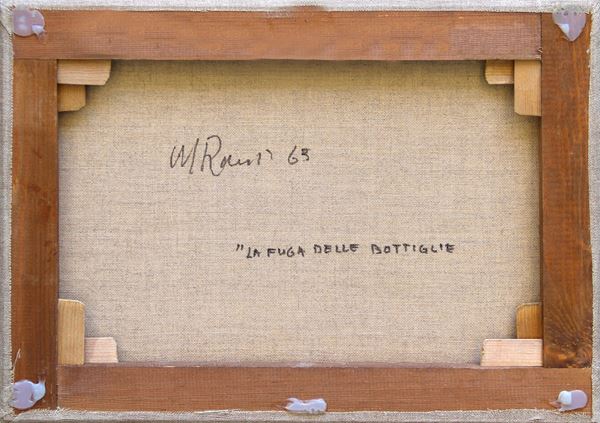 63
"LA FUGA DELLE BOTTIGLIE